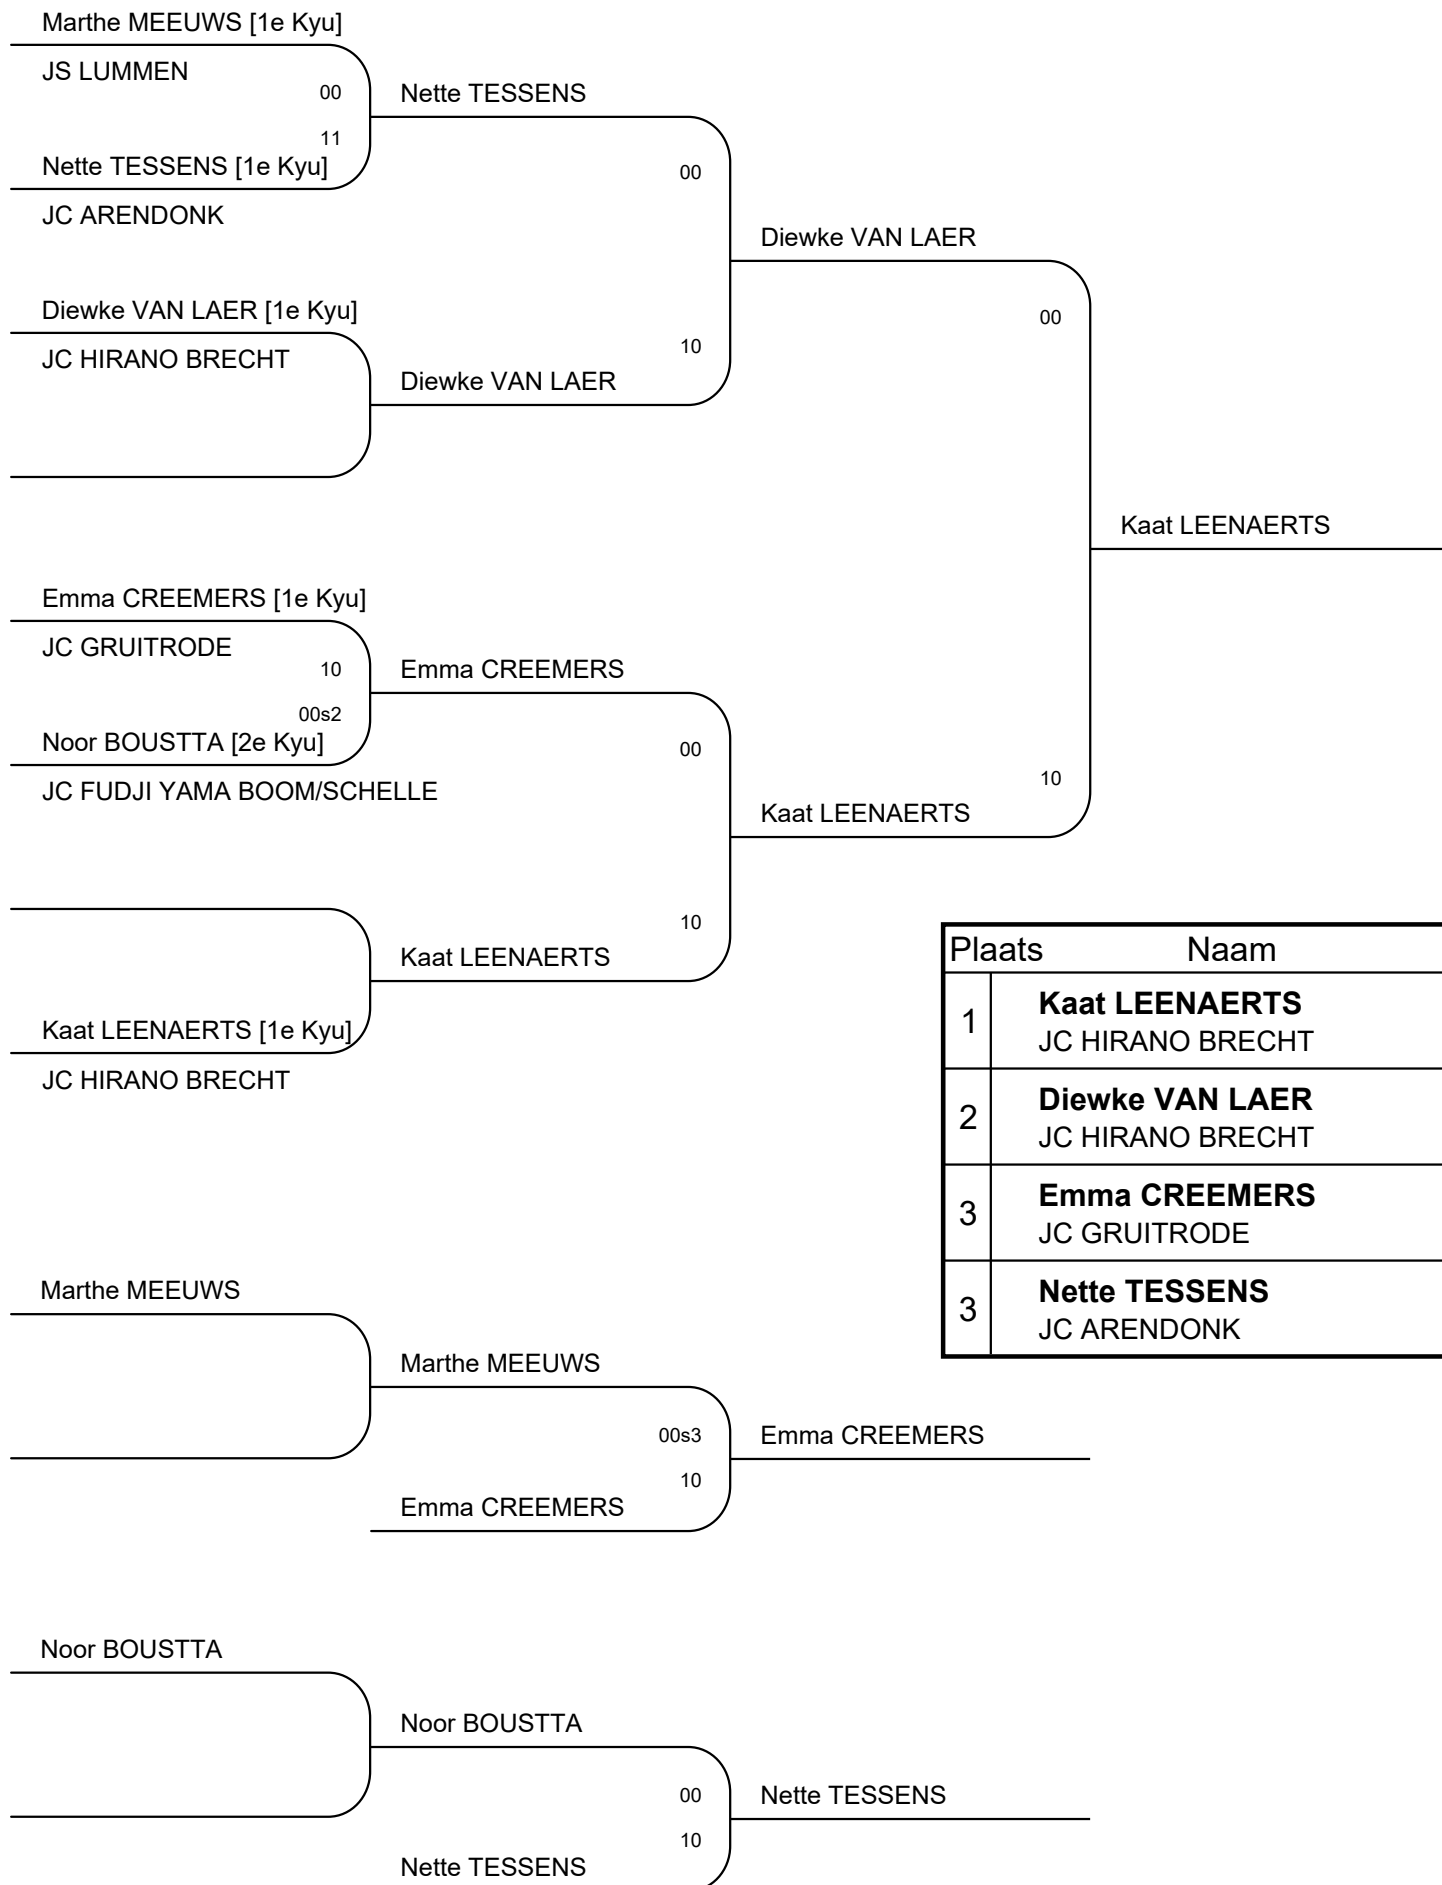 Marthe MEEUWS [1e Kyu]
JS LUMMEN
00
Nette TESSENS
11
Nette TESSENS [1e Kyu]
00
JC ARENDONK
Diewke VAN LAER
Diewke VAN LAER [1e Kyu]
00
JC HIRANO BRECHT
10
Diewke VAN LAER
Kaat LEENAERTS
Emma CREEMERS [1e Kyu]
JC GRUITRODE
10
Emma CREEMERS
00s2
Noor BOUSTTA [2e Kyu]
00
JC FUDJI YAMA BOOM/SCHELLE
10
Kaat LEENAERTS
10
Kaat LEENAERTS
Kaat LEENAERTS [1e Kyu]
JC HIRANO BRECHT
Plaats Naam
1 Kaat LEENAERTS
JC HIRANO BRECHT
2 Diewke VAN LAER
JC HIRANO BRECHT
3 Emma CREEMERS
JC GRUITRODE
3 Nette TESSENS
JC ARENDONK
Marthe MEEUWS
Marthe MEEUWS
00s3
Emma CREEMERS
10
Emma CREEMERS
Noor BOUSTTA
Noor BOUSTTA
00
Nette TESSENS
10
Nette TESSENS